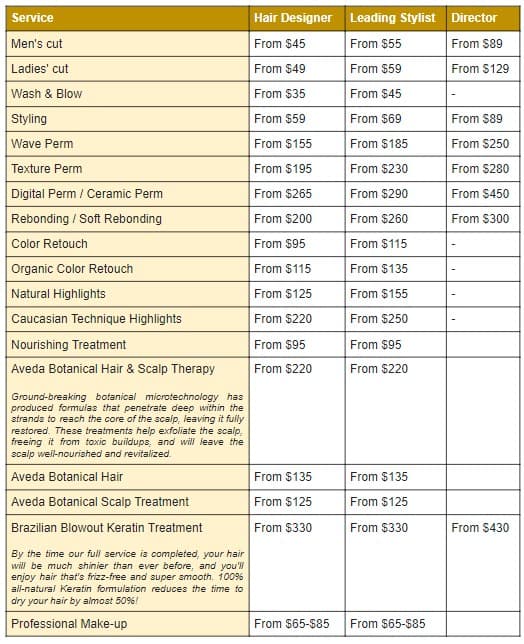 Service Hair Designer Leading Stylist Director
Men's cut From $45 From $55 From $89
Ladies' cut From $49 From $59 From $129
Wash & Blow From $35 From $45 -
Styling From $59 From $69 From $89
Wave Perm From $155 From $185 From $250
Texture Perm From $195 From $230 From $280
Digital Perm / Ceramic Perm From $265 From $290 From $450
Rebonding / Soft Rebonding From $200 From $260 From $300
Color Retouch From $95 From $115 -
Organic Color Retouch From $115 From $135 -
Natural Highlights From $125 From $155 -
Caucasian Technique Highlights From $220 From $250 -
Nourishing Treatment From $95 From $95
Aveda Botanical Hair & Scalp Therapy From $220 From $220
Ground-breaking botanical microtechnology has
produced formulas that penetrate deep within the
strands to reach the core of the scalp, leaving it fully
restored. These treatments help exfoliate the scalp,
freeing it from toxic buildups, and will leave the
scalp well-nourished and revitalized.
Aveda Botanical Hair From $135 From $135
Aveda Botanical Scalp Treatment From $125 From $125
Brazilian Blowout Keratin Treatment From $330 From $330 From $430
By the time our full service is completed, your hair
will be much shinier than ever before, and you'll
enjoy hair that's frizz-free and super smooth. 100%
all-natural Keratin formulation reduces the time to
dry your hair by almost 50%!
Professional Make-up From $65-$85 From $65-$85